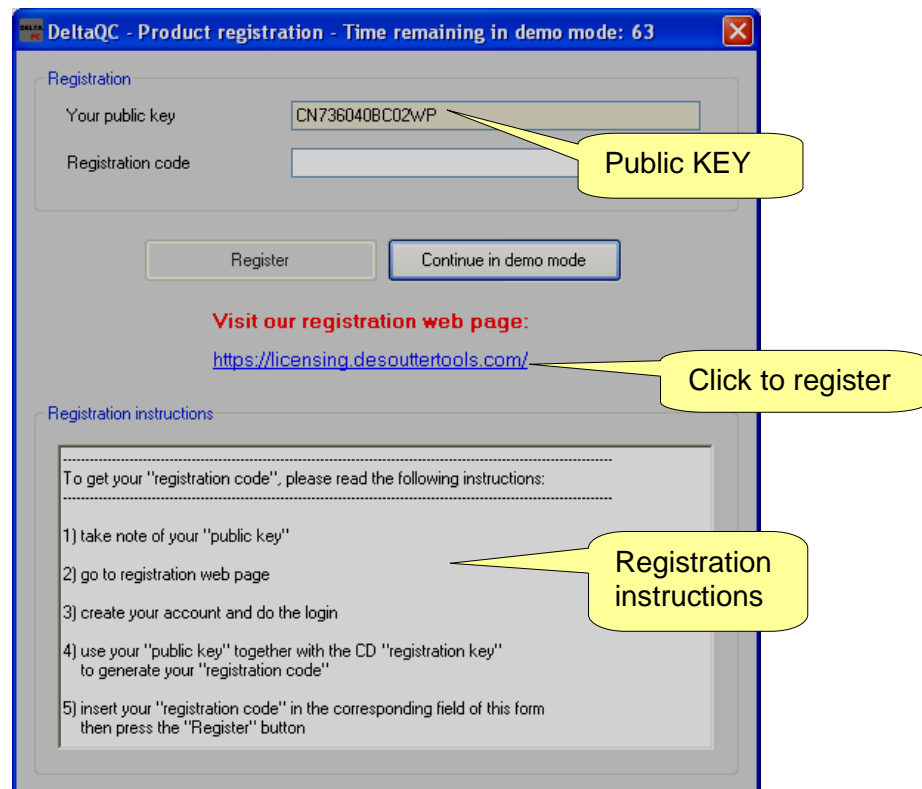 DELTA PC DeltaQC - Product registration - Time remaining in demo mode: 63
Registration
Your public key CN736040BC02WP
Public KEY
Registration code
Register Continue in demo mode
Visit our registration web page:
https://licensing.desouttertools.com/
Click to register
Registration instructions
--------------------------------------------------------------------------------
To get your "registration code", please read the following instructions:
--------------------------------------------------------------------------------
1) take note of your "public key"
2) go to registration web page
3) create your account and do the login
4) use your "public key" together with the CD "registration key"
to generate your "registration code"
5) insert your "registration code" in the corresponding field of this form
then press the "Register" button
Registration
instructions